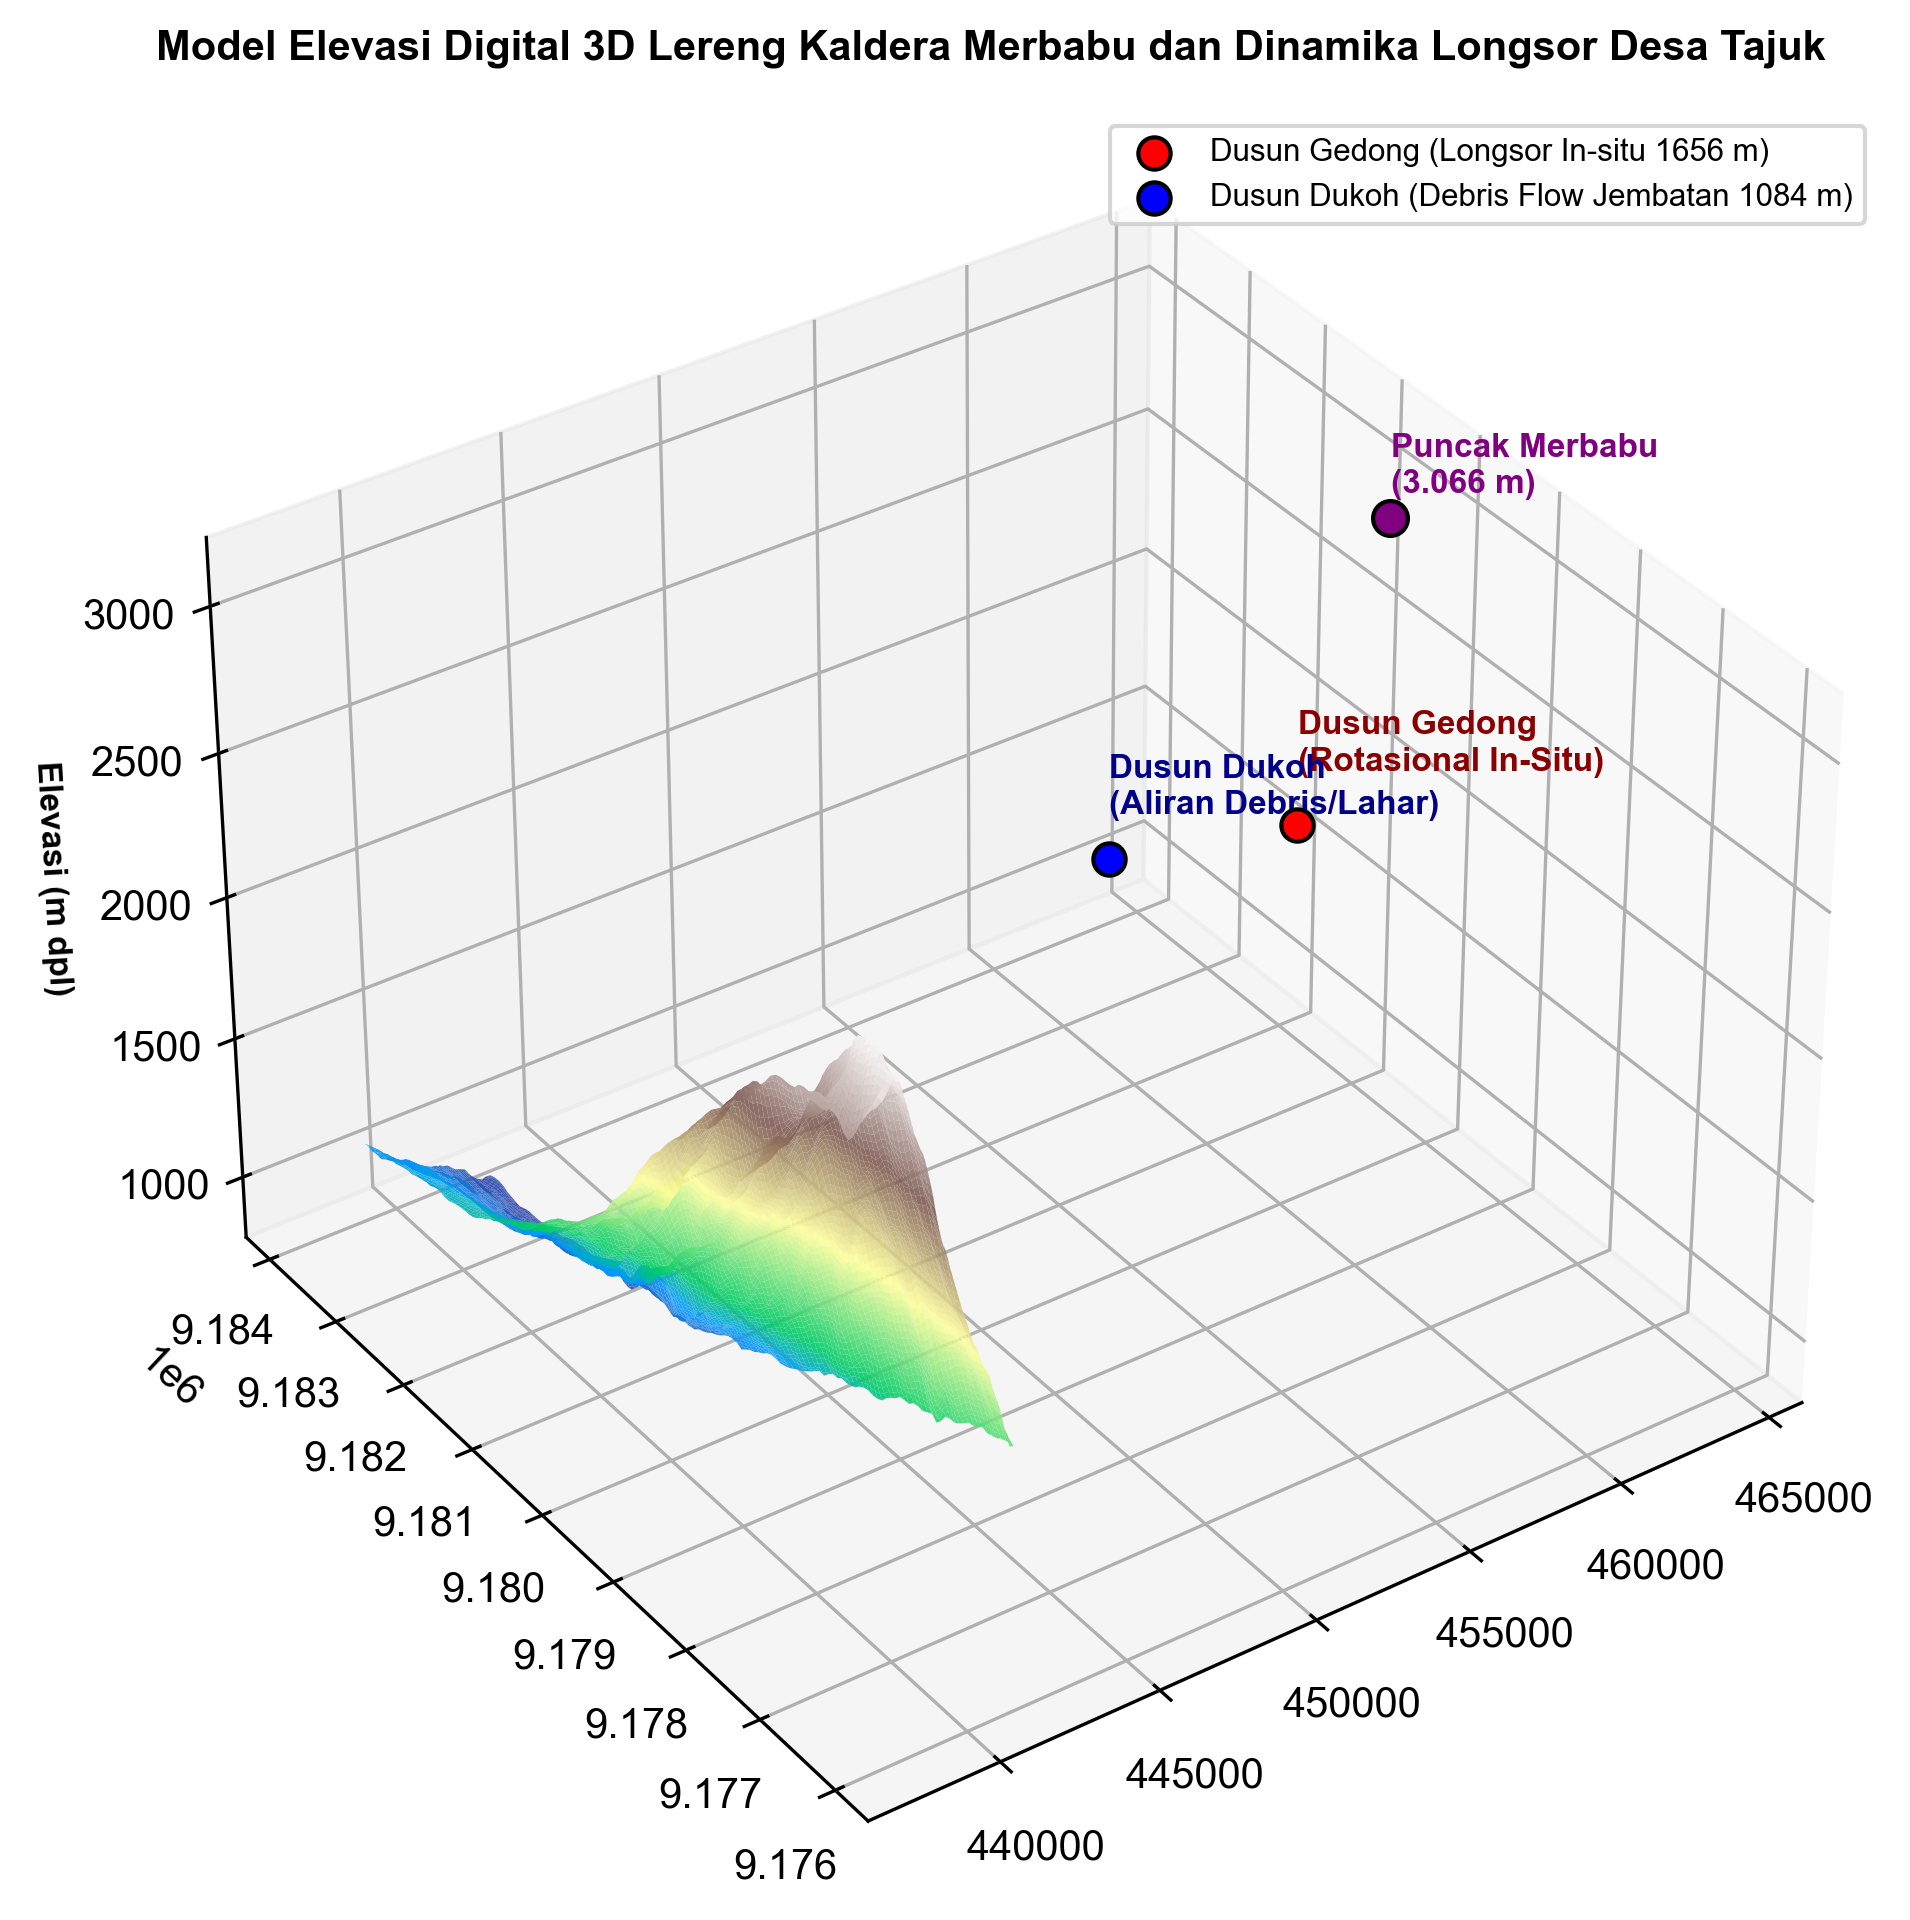 Model Elevasi Digital 3D Lereng Kaldera Merbabu dan Dinamika Longsor Desa Tajuk
Dusun Gedong (Longsor In-situ 1656 m)
Dusun Dukoh (Debris Flow Jembatan 1084 m)
Puncak Merbabu
(3.066 m)
Dusun Gedong
(Rotasional In-Situ)
Dusun Dukoh
(Aliran Debris/Lahar)
Elevasi (m dpl)
3000
2500
2000
1500
1000
9.184
1e6
9.183
9.182
9.181
9.180
9.179
9.178
9.177
9.176
440000
445000
450000
455000
460000
465000